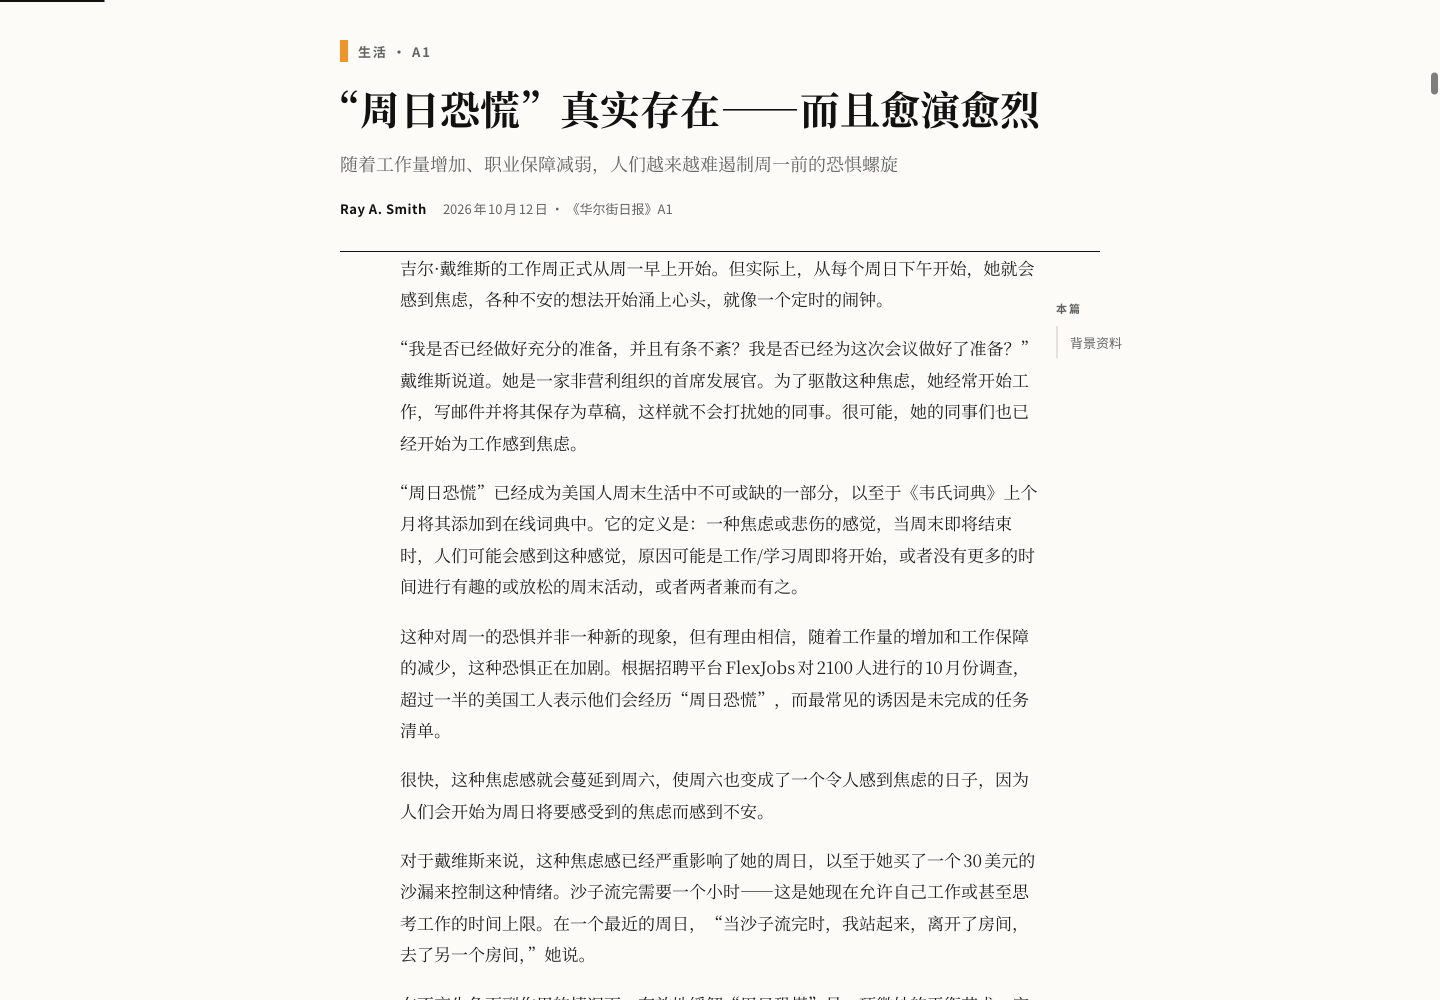 生活 · A1
“周日恐慌”真实存在——而且愈演愈烈
随着工作量增加、职业保障减弱，人们越来越难遏制周一前的恐惧螺旋
Ray A. Smith 2026年10月12日 · 《华尔街日报》A1
吉尔·戴维斯的工作周正式从周一早上开始。但实际上，从每个周日下午开始，她就会
感到焦虑，各种不安的想法开始涌上心头，就像一个定时的闹钟。
本篇
背景资料
“我是否已经做好充分的准备，并且有条不紊？我是否已经为这次会议做好了准备？”
戴维斯说道。她是一家非营利组织的首席发展官。为了驱散这种焦虑，她经常开始工
作，写邮件并将其保存为草稿，这样就不会打扰她的同事。很可能，她的同事们也已
经开始为工作感到焦虑。
“周日恐慌”已经成为美国人周末生活中不可或缺的一部分，以至于《韦氏词典》上个
月将其添加到在线词典中。它的定义是：一种焦虑或悲伤的感觉，当周末即将结束
时，人们可能会感到这种感觉，原因可能是工作/学习周即将开始，或者没有更多的时
间进行有趣的或放松的周末活动，或者两者兼而有之。
这种对周一的恐惧并非一种新的现象，但有理由相信，随着工作量的增加和工作保障
的减少，这种恐惧正在加剧。根据招聘平台 FlexJobs 对 2100 人进行的 10 月份调查，
超过一半的美国工人表示他们会经历“周日恐慌”，而最常见的诱因是未完成的任务
清单。
很快，这种焦虑感就会蔓延到周六，使周六也变成了一个令人感到焦虑的日子，因为
人们会开始为周日将要感受到的焦虑而感到不安。
对于戴维斯来说，这种焦虑感已经严重影响了她的周日，以至于她买了一个 30 美元的
沙漏来控制这种情绪。沙子流完需要一个小时——这是她现在允许自己工作或甚至思
考工作的时间上限。在一个最近的周日，“当沙子流完时，我站起来，离开了房间，
去了另一个房间，”她说。